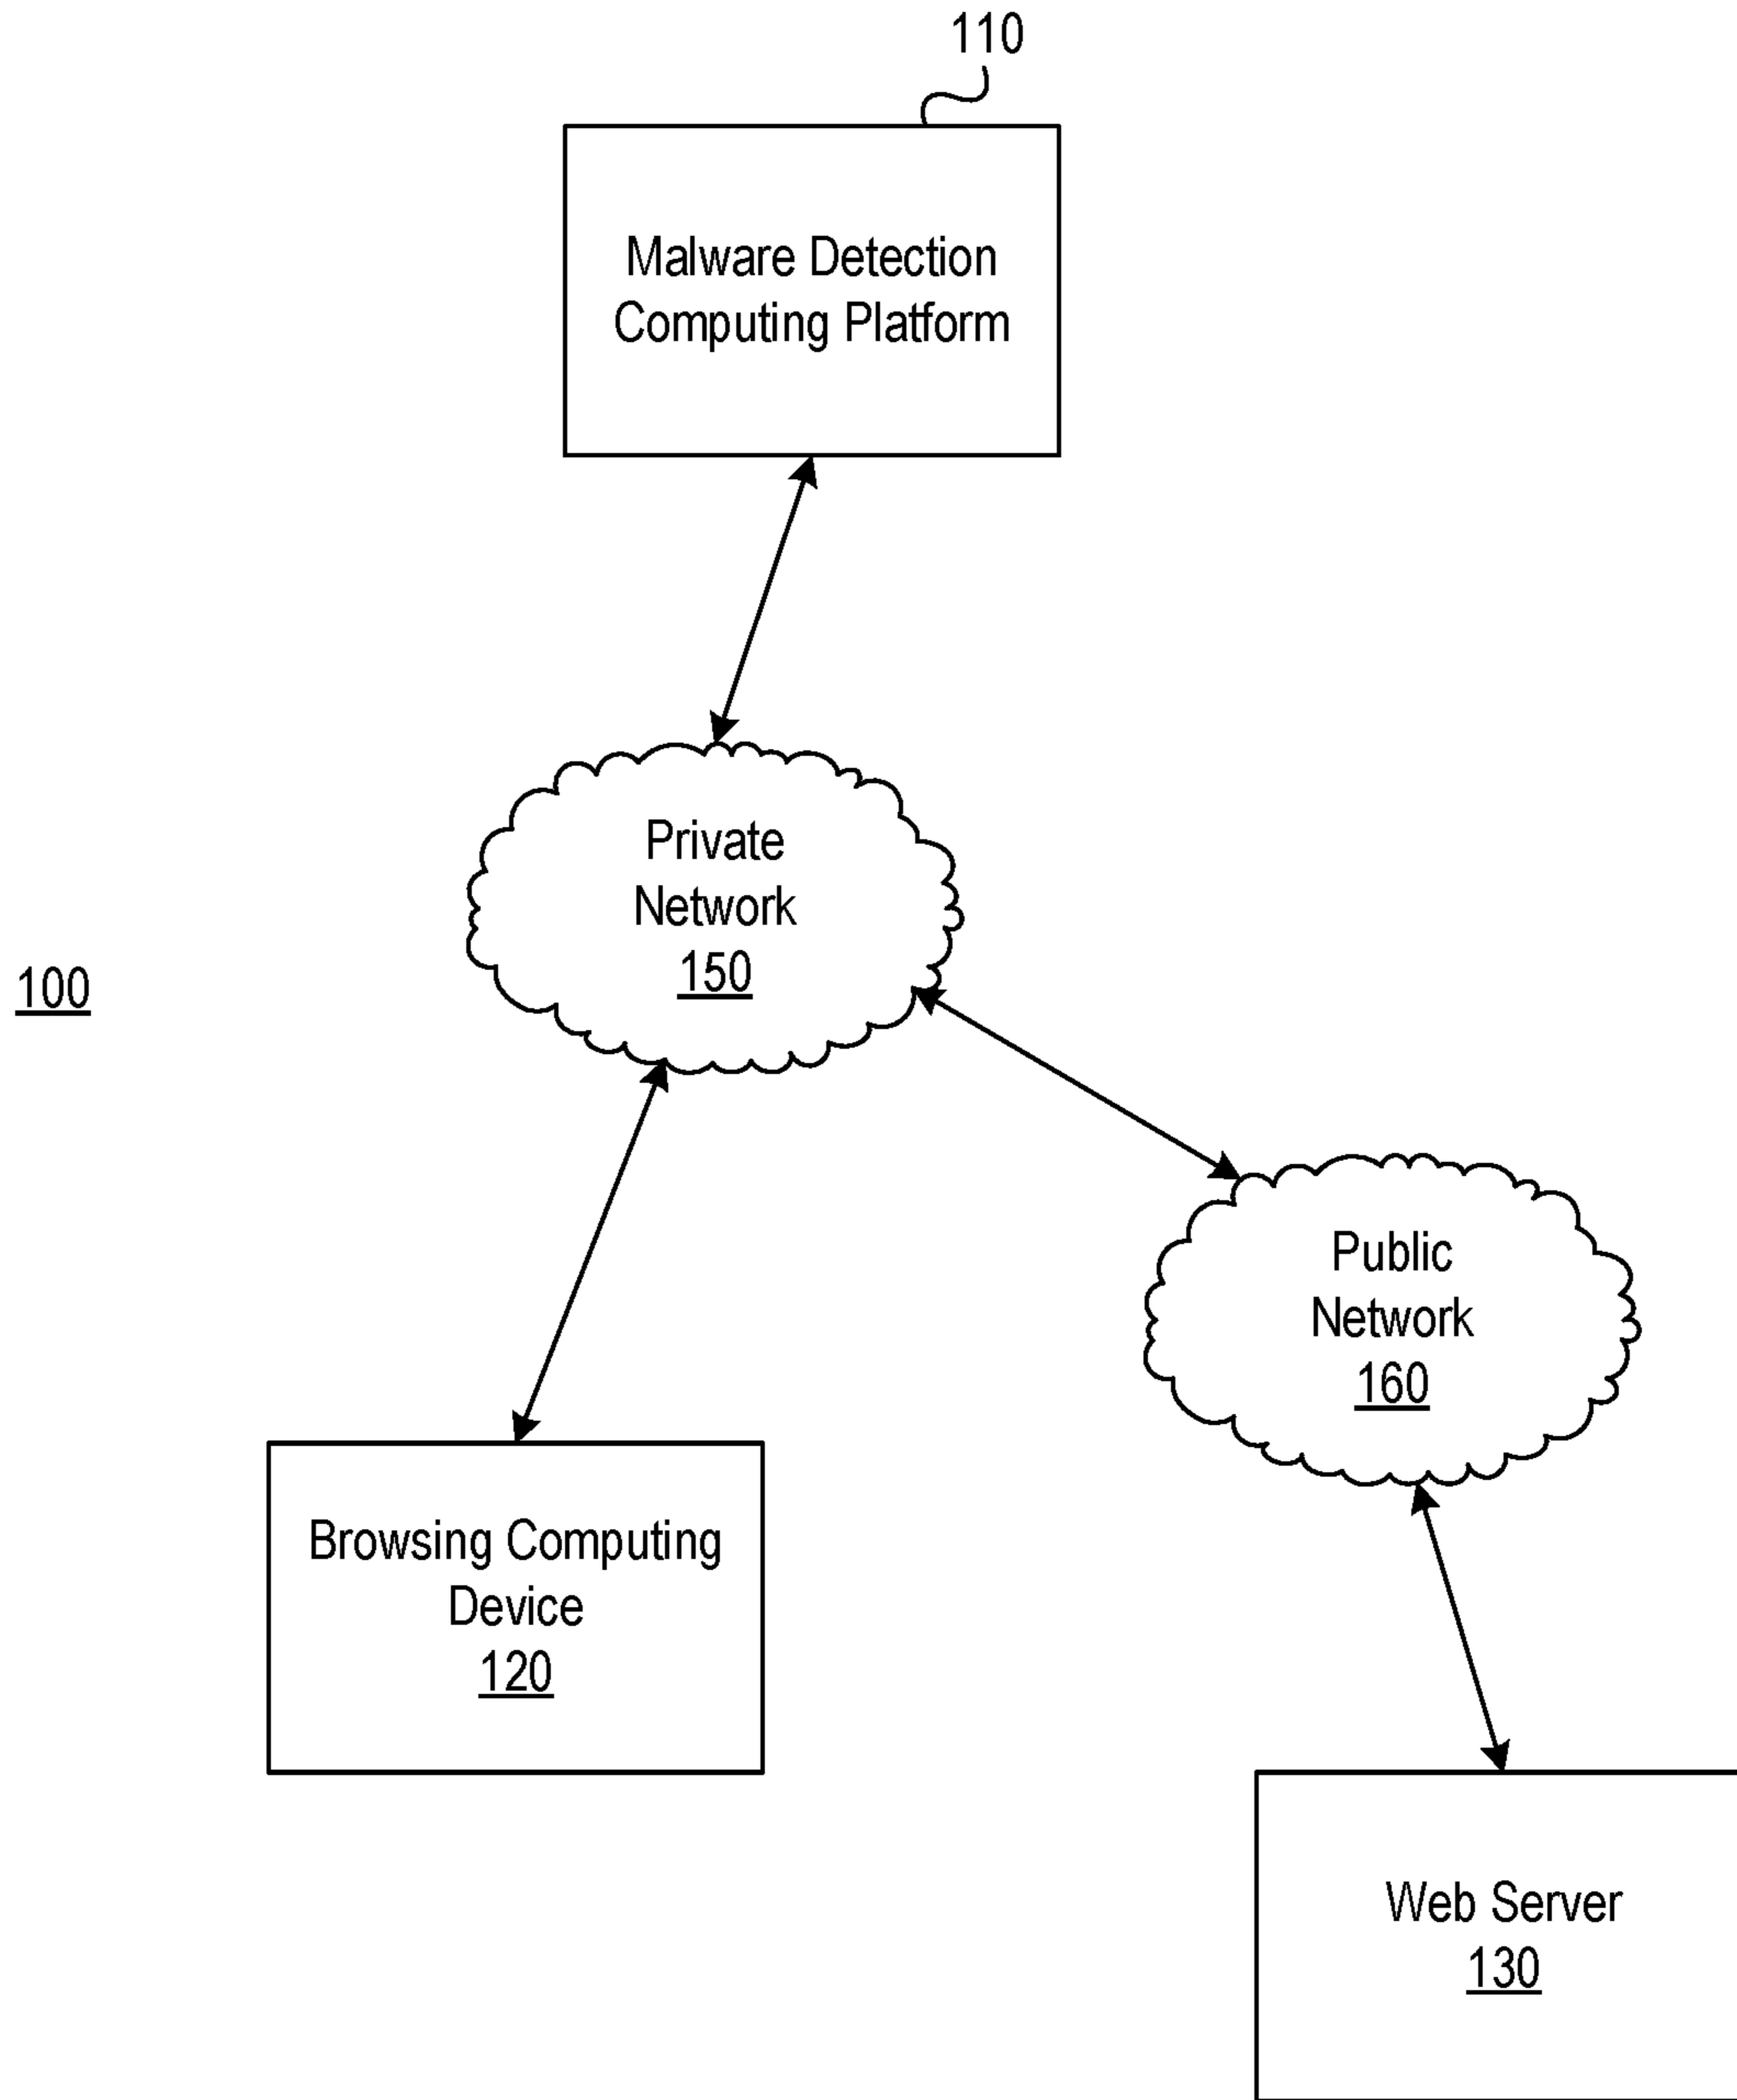 110
Malware Detection
Computing Platform
Private
Network
150
100
Public
Network
160
Browsing Computing
Device
120
Web Server
130